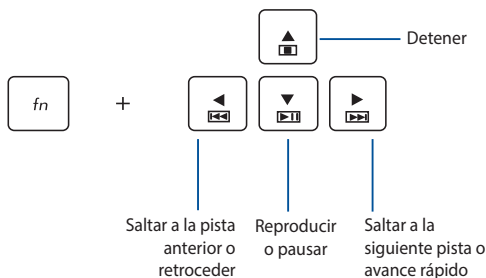 Detener
fn +
Saltar a la pista
anterior o
retroceder
Reproducir
o pausar
Saltar a la
siguiente pista o
avance rápido